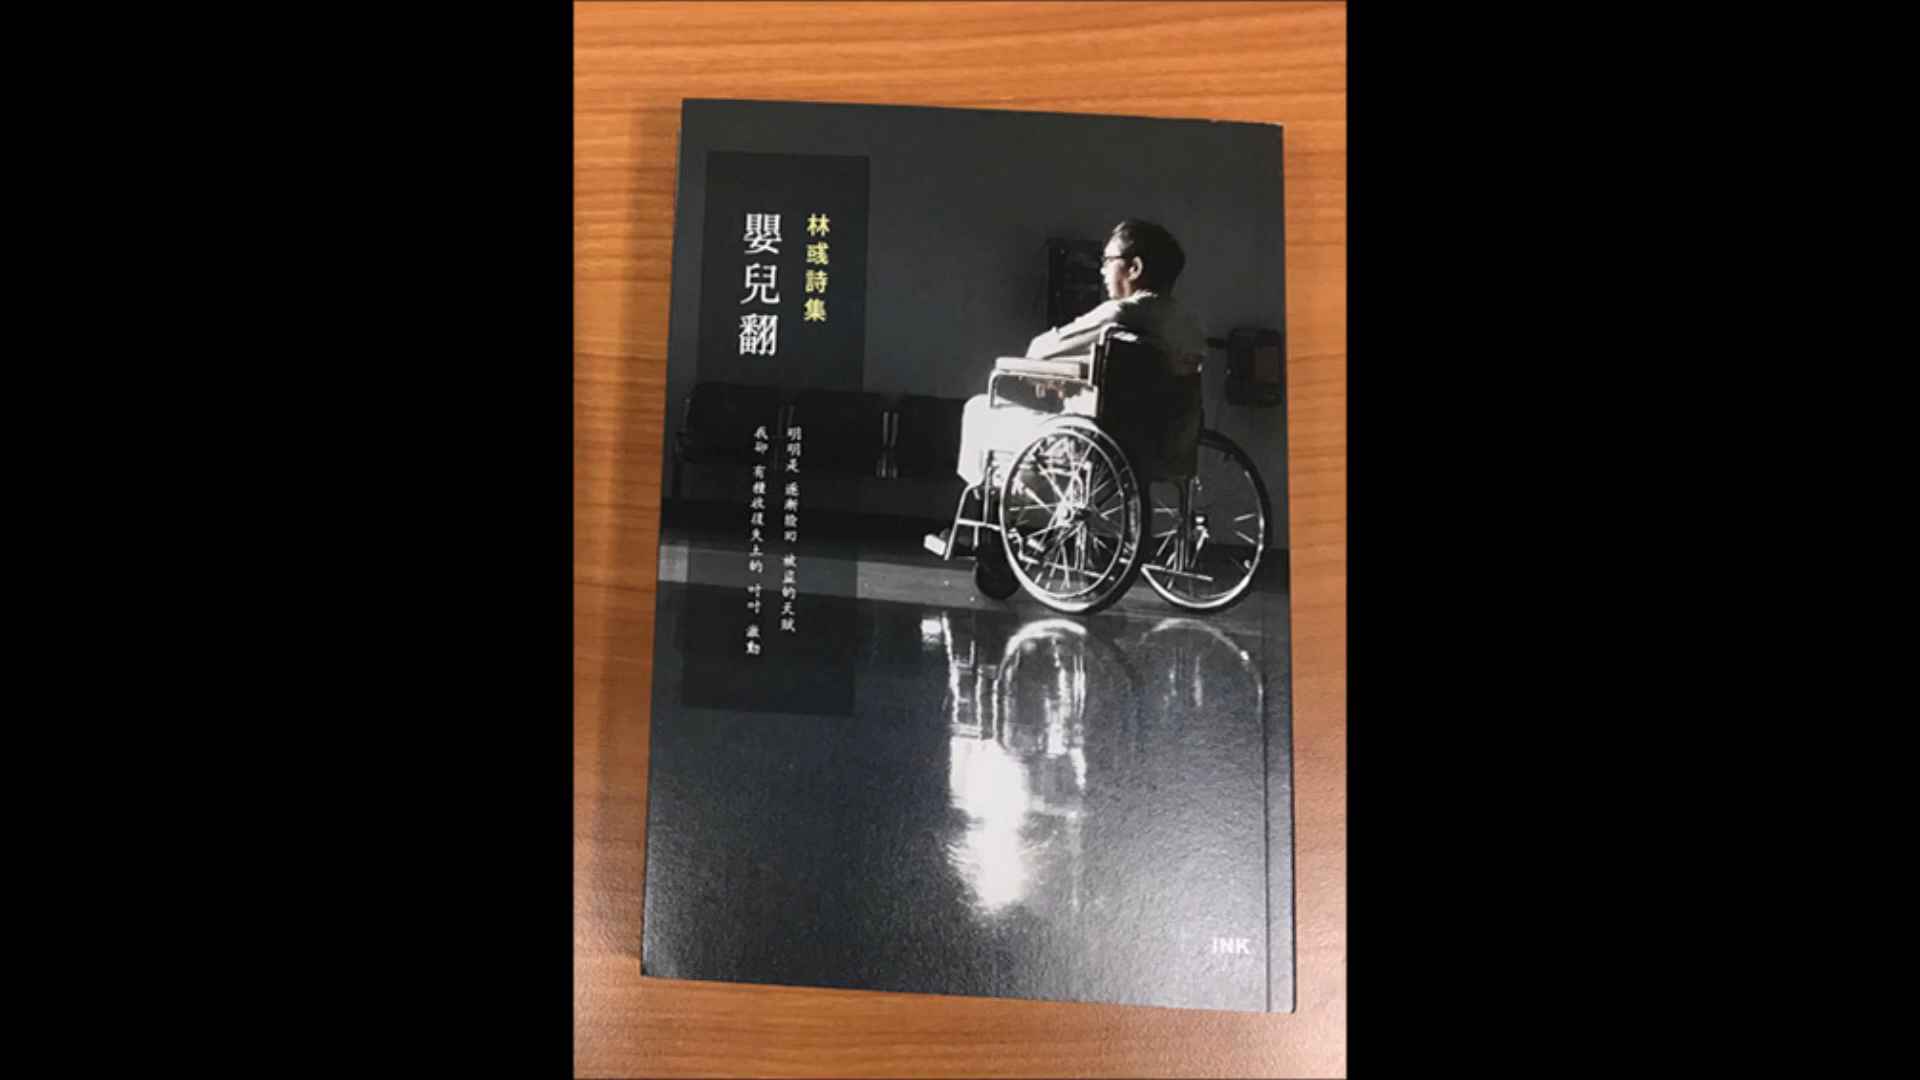 林彧詩集
嬰兒翻
明明是 逐漸撿回 被盜的天賦
我卻 有種收復失土的 吋吋 激動
INK